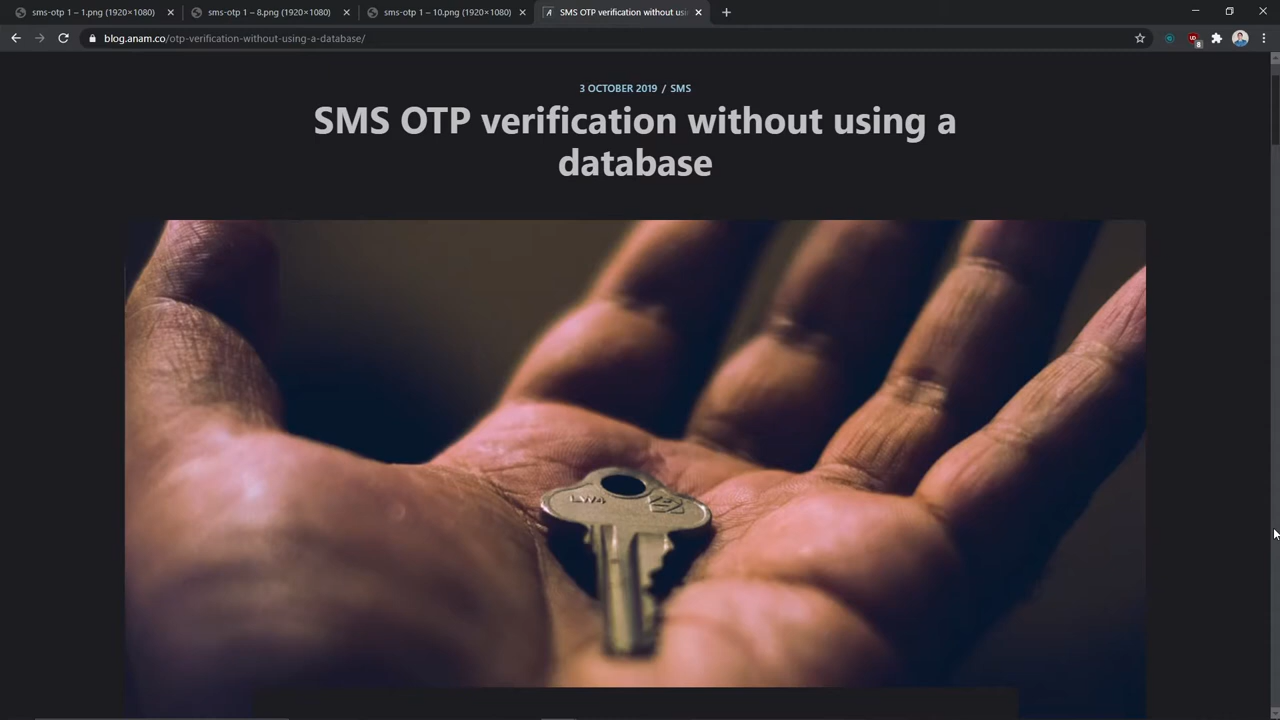 sms-otp 1 – 1.png (1920×1080)
sms-otp 1 – 8.png (1920×1080)
sms-otp 1 – 10.png (1920×1080)
SMS OTP verification without usi
blog.anam.co/otp-verification-without-using-a-database/
8
3 OCTOBER 2019 / SMS
SMS OTP verification without using a
database